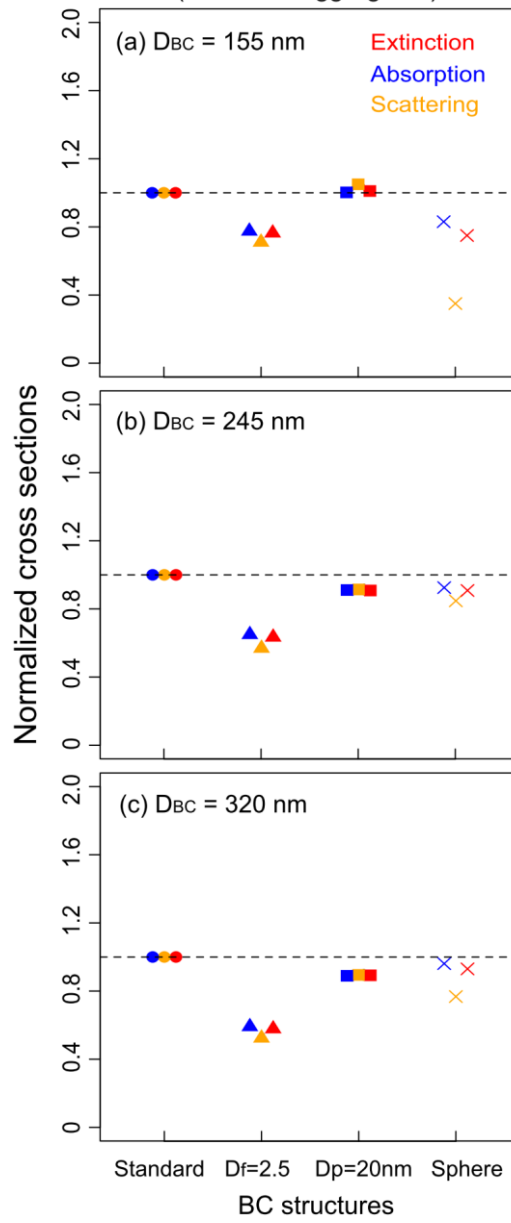 (a) DBC = 155 nm
Extinction
Absorption
Scattering
2.0
1.6
1.2
0.8
0.4
0
(b) DBC = 245 nm
2.0
1.6
1.2
0.8
0.4
0
(c) DBC = 320 nm
2.0
1.6
1.2
0.8
0.4
0
Normalized cross sections
Standard Df=2.5 Dp=20nm Sphere
BC structures